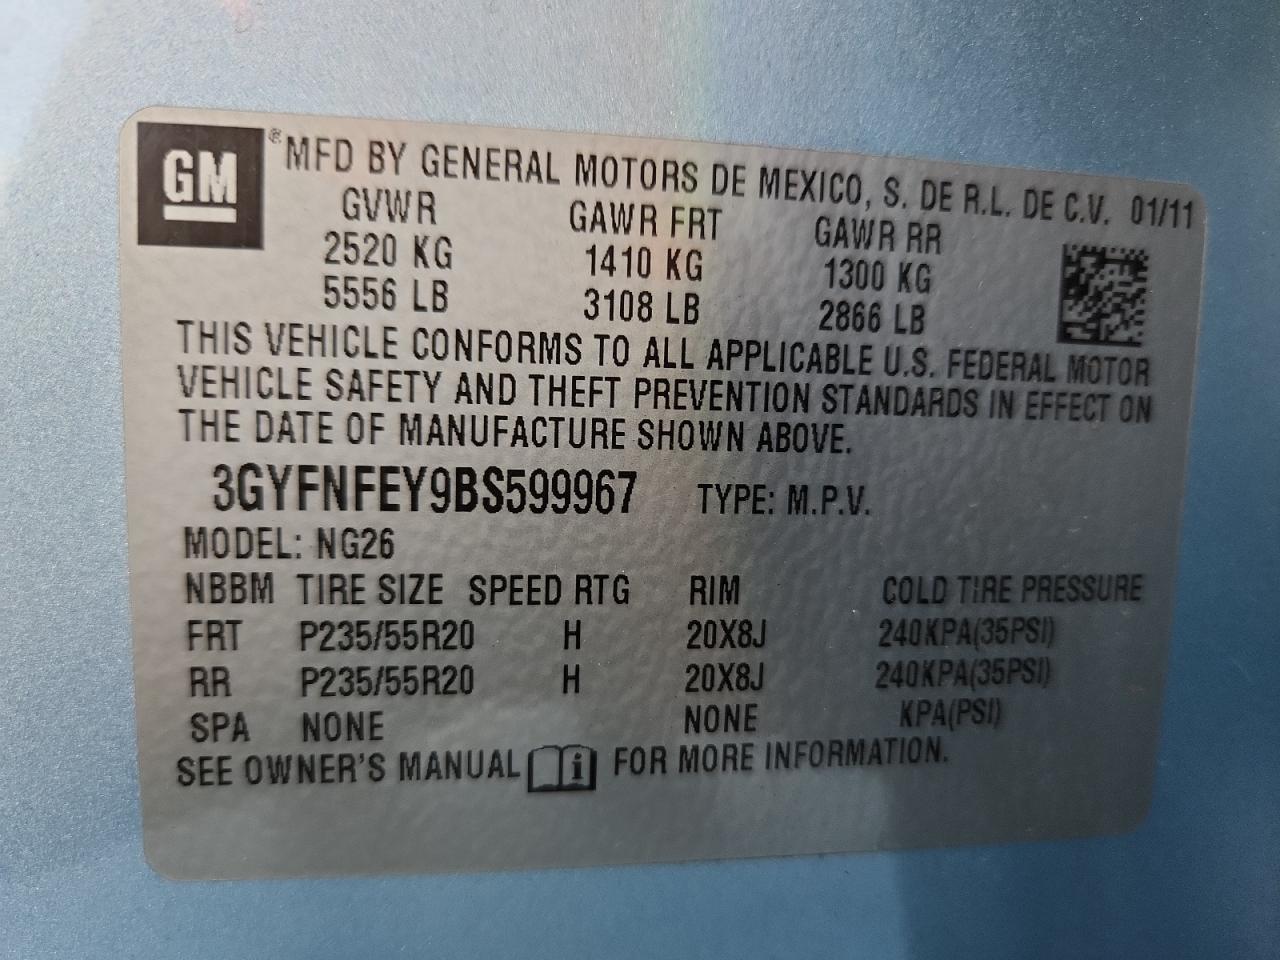 GM ® MFD BY GENERAL MOTORS DE MEXICO, S. DE R.L. DE C.V. 01/11
GVWR GAWR FRT GAWR RR
2520 KG 1410 KG 1300 KG
5556 LB 3108 LB 2866 LB
THIS VEHICLE CONFORMS TO ALL APPLICABLE U.S. FEDERAL MOTOR
VEHICLE SAFETY AND THEFT PREVENTION STANDARDS IN EFFECT ON
THE DATE OF MANUFACTURE SHOWN ABOVE.
3GYFNFEY9BS599967 TYPE: M.P.V.
MODEL: NG26
NBBM TIRE SIZE SPEED RTG RIM COLD TIRE PRESSURE
FRT P235/55R20 H 20X8J 240KPA(35PSI)
RR P235/55R20 H 20X8J 240KPA(35PSI)
SPA NONE NONE KPA(PSI)
SEE OWNER'S MANUAL i FOR MORE INFORMATION.